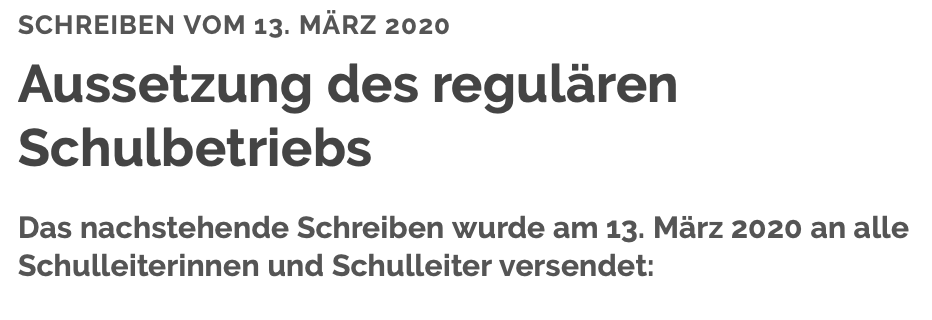 SCHREIBEN VOM 13. MÄRZ 2020
Aussetzung des regulären
Schulbetriebs
Das nachstehende Schreiben wurde am 13. März 2020 an alle
Schulleiterinnen und Schulleiter versendet: